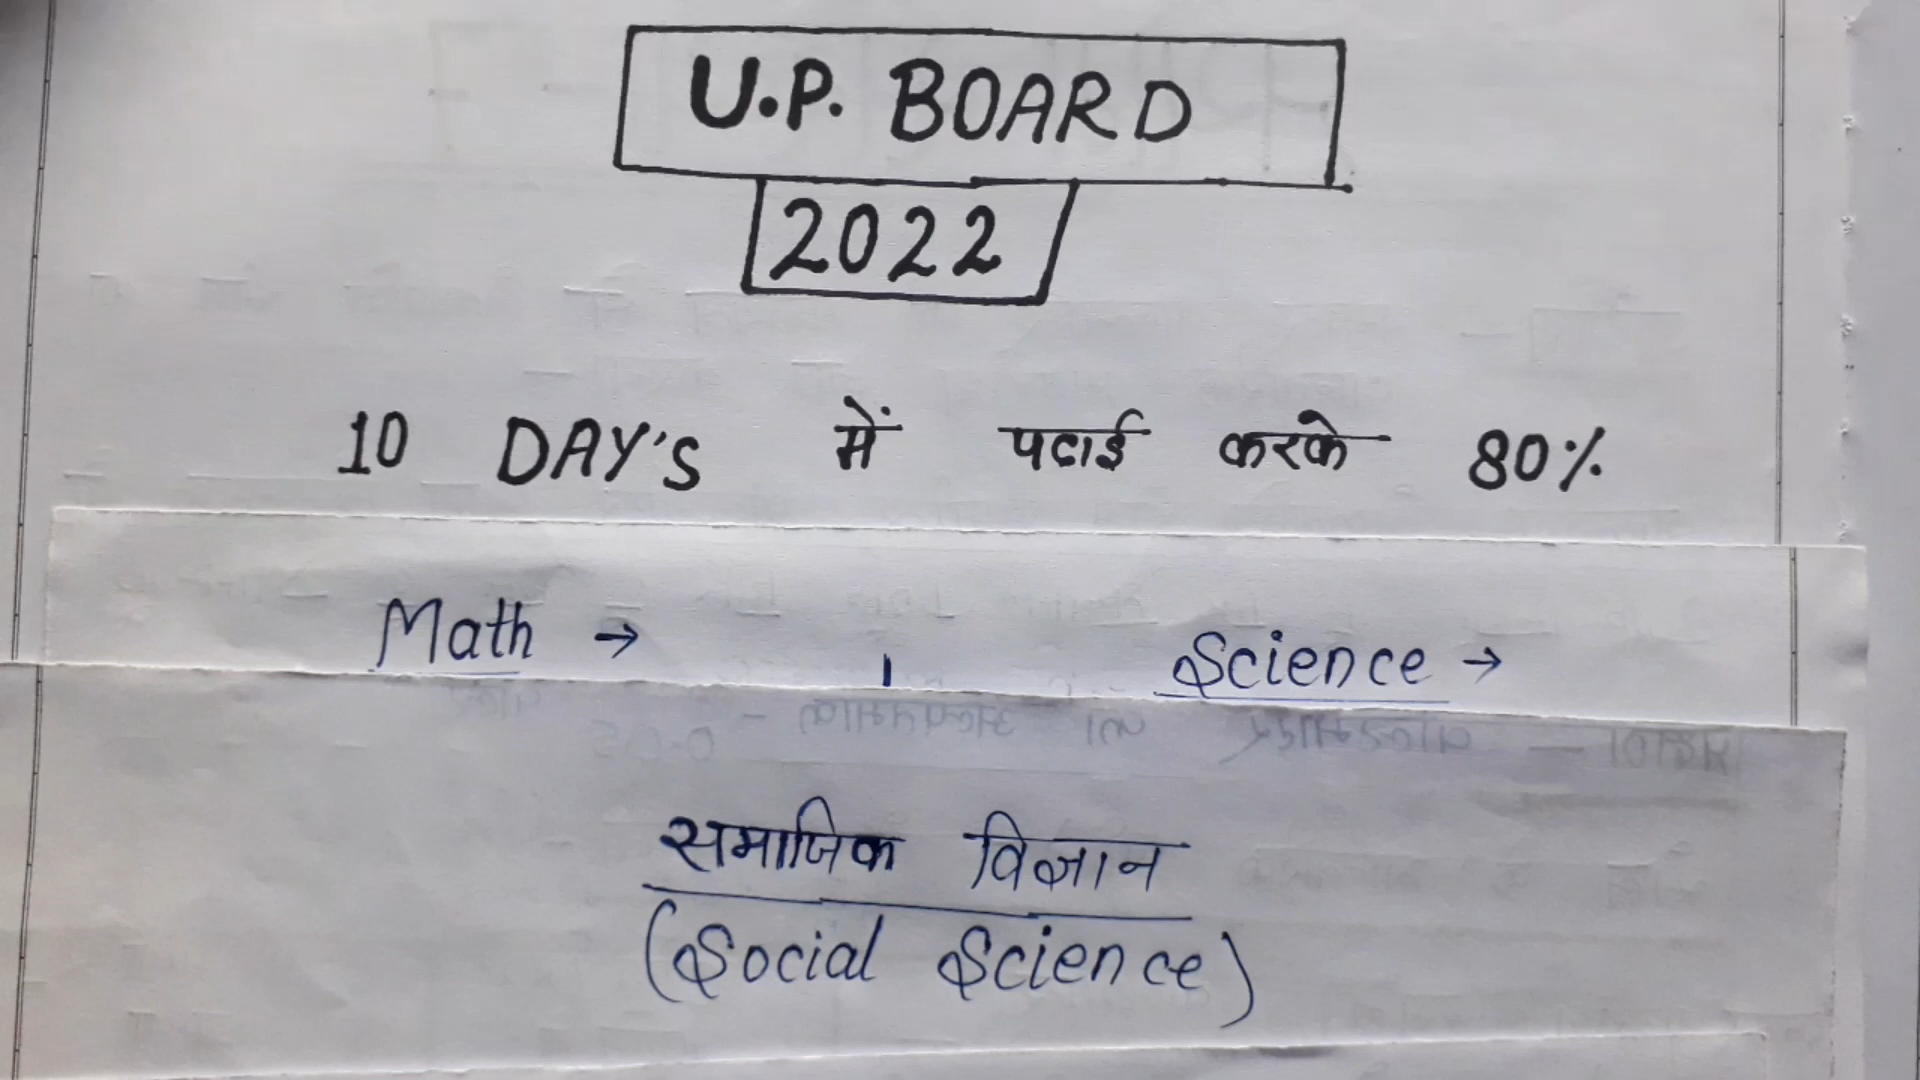 U.P. BOARD
2022
10 DAY'S में पढाई करके 80%
Math → Science →
समाजिक विज्ञान
(Social Science)